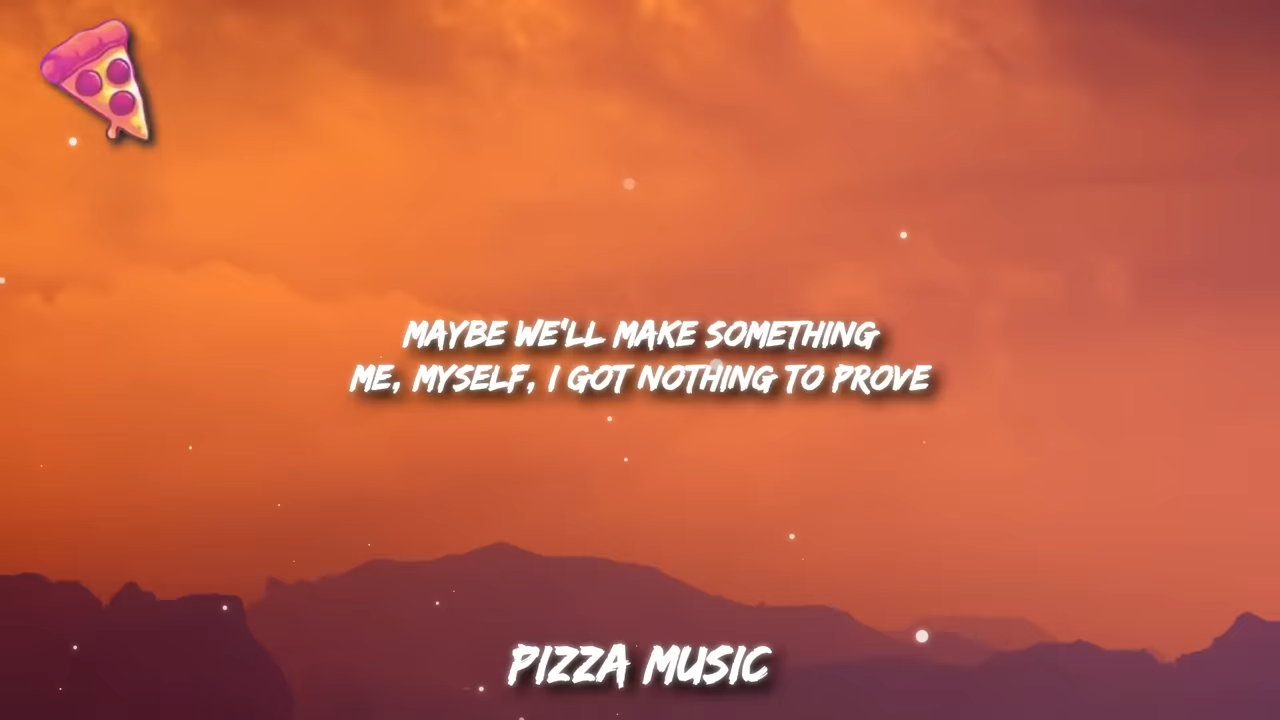 MAYBE WE'LL MAKE SOMETHING
ME, MYSELF, I GOT NOTHING TO PROVE
PIZZA MUSIC